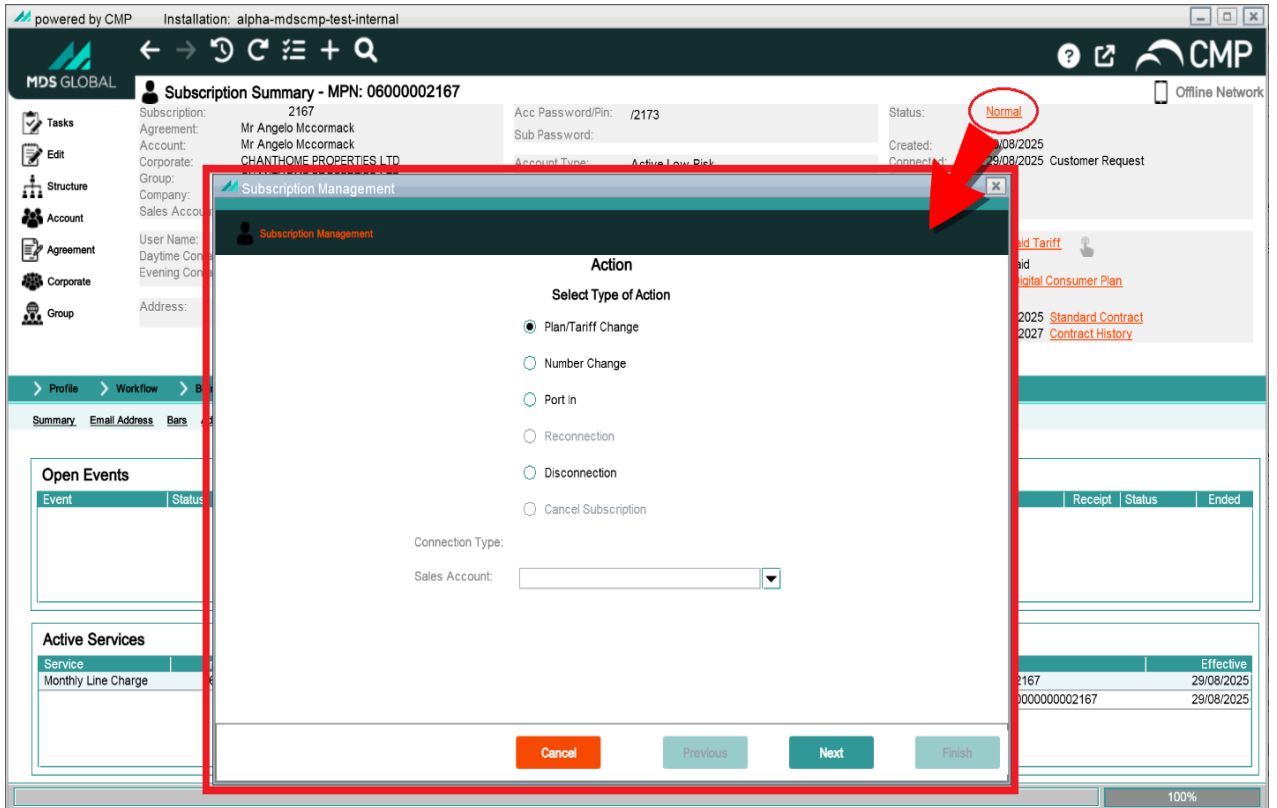 powered by CMP Installation: alpha-mdscmp-test-internal
MDS GLOBAL
? CMP
Subscription Summary - MPN: 06000002167
Offline Network
Tasks
Edit
Structure
Account
Agreement
Corporate
Group
Subscription: 2167
Agreement: Mr Angelo Mccormack
Account: Mr Angelo Mccormack
Corporate: CHANTHOME PROPERTIES LTD
Group:
Company:
Sales Accou
User Name:
Daytime Con
Evening Con
Address:
Acc Password/Pin: /2173
Sub Password:
Account Type: Active Low Risk
Status: Normal
Created: /08/2025
Connected: 29/08/2025 Customer Request
aid Tariff
aid
igital Consumer Plan
2025 Standard Contract
2027 Contract History
Profile Workflow B
Summary Email Address Bars Ad
Open Events
Event Status Receipt Status Ended
Active Services
Service Effective
Monthly Line Charge 2167 29/08/2025
0000000002167 29/08/2025
Subscription Management
Subscription Management
Action
Select Type of Action
Plan/Tariff Change
Number Change
Port In
Reconnection
Disconnection
Cancel Subscription
Connection Type:
Sales Account:
Cancel Previous Next Finish
100%